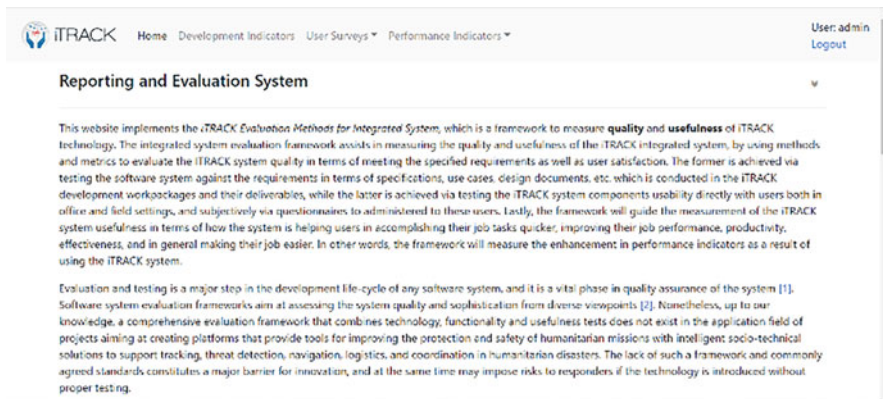 iTRACK Home Development Indicators User Surveys Performance Indicators User: admin
Logout
Reporting and Evaluation System
This website implements the iTRACK Evaluation Methods for Integrated System, which is a framework to measure quality and usefulness of iTRACK
technology. The integrated system evaluation framework assists in measuring the quality and usefulness of the iTRACK integrated system, by using methods
and metrics to evaluate the iTRACK system quality in terms of meeting the specified requirements as well as user satisfaction. The former is achieved via
testing the software system against the requirements in terms of specifications, use cases, design documents, etc. which is conducted in the iTRACK
development workpackages and their deliverables, while the latter is achieved via testing the iTRACK system components usability directly with users both in
office and field settings, and subjectively via questionnaires to administered to these users. Lastly, the framework will guide the measurement of the iTRACK
system usefulness in terms of how the system is helping users in accomplishing their job tasks quicker, improving their job performance, productivity,
effectiveness, and in general making their job easier. In other words, the framework will measure the enhancement in performance indicators as a result of
using the iTRACK system.
Evaluation and testing is a major step in the development life-cycle of any software system, and it is a vital phase in quality assurance of the system [1].
Software system evaluation frameworks aim at assessing the system quality and sophistication from diverse viewpoints [2]. Nonetheless, up to our
knowledge, a comprehensive evaluation framework that combines technology, functionality and usefulness tests does not exist in the application field of
projects aiming at creating platforms that provide tools for improving the protection and safety of humanitarian missions with intelligent socio-technical
solutions to support tracking, threat detection, navigation, logistics, and coordination in humanitarian disasters. The lack of such a framework and commonly
agreed standards constitutes a major barrier for innovation, and at the same time may impose risks to responders if the technology is introduced without
proper testing.